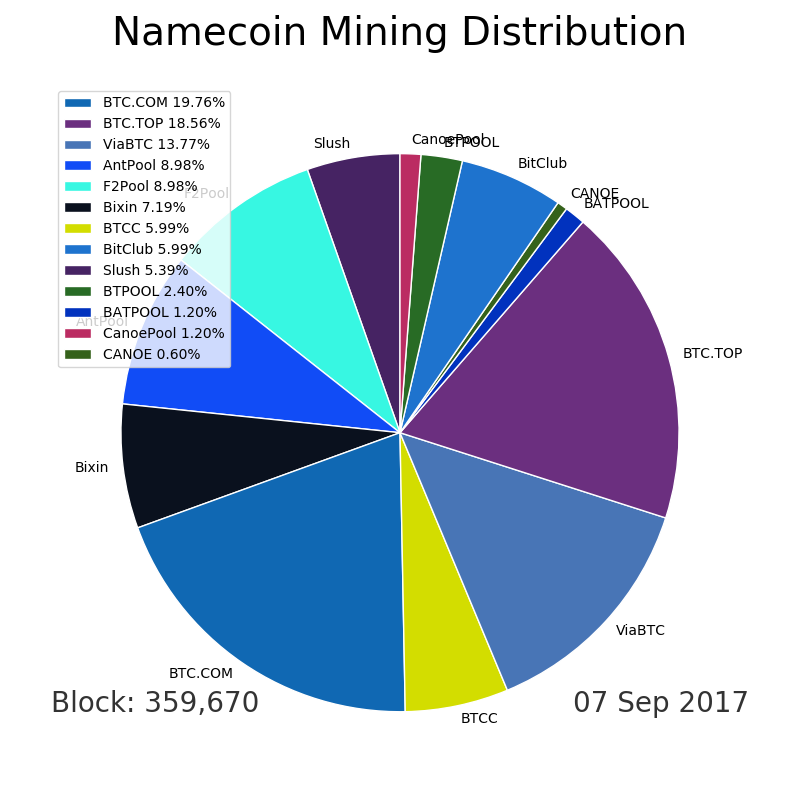 Namecoin Mining Distribution
BTC.COM 19.76%
BTC.TOP 18.56%
ViaBTC 13.77%
AntPool 8.98%
F2Pool 8.98%
Bixin 7.19%
BTCC 5.99%
BitClub 5.99%
Slush 5.39%
BTPOOL 2.40%
BATPOOL 1.20%
CanoePool 1.20%
CANOE 0.60%
Slush
CanoePool
BTPOOL
BitClub
CANOE
BATPOOL
F2Pool
AntPool
BTC.TOP
Bixin
ViaBTC
BTC.COM
BTCC
Block: 359,670
07 Sep 2017